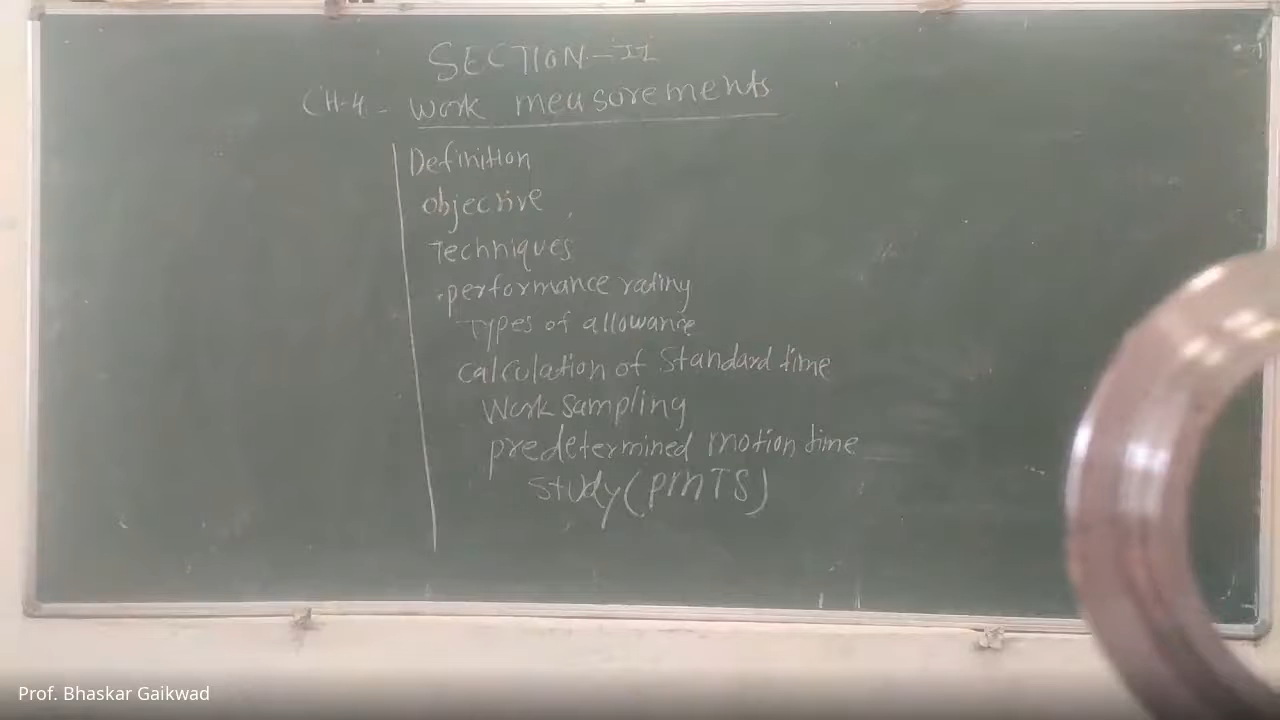 SECTION-II
CH-4- Work measurements
Definition
objective
Techniques
performance rating
Types of allowance
calculation of Standard time
Work sampling
predetermined motion time
study (PMTS)
Prof. Bhaskar Gaikwad